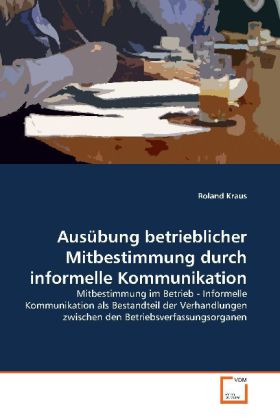 Roland Kraus
Ausübung betrieblicher
Mitbestimmung durch
informelle Kommunikation
Mitbestimmung im Betrieb - Informelle
Kommunikation als Bestandteil der Verhandlungen
zwischen den Betriebsverfassungsorganen
VDM